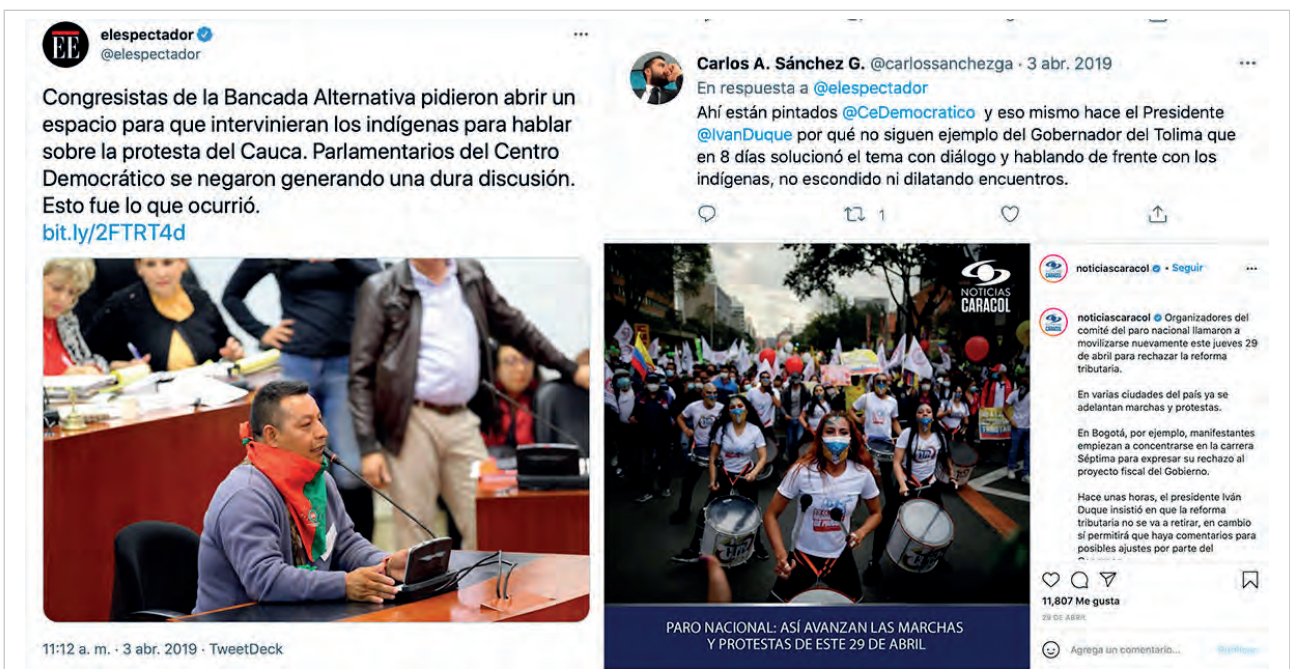 EE
elespectador
@elespectador
Congresistas de la Bancada Alternativa pidieron abrir un
espacio para que intervinieran los indígenas para hablar
sobre la protesta del Cauca. Parlamentarios del Centro
Democrático se negaron generando una dura discusión.
Esto fue lo que ocurrió.
bit.ly/2FTRT4d
11:12 a. m. · 3 abr. 2019 · TweetDeck
Carlos A. Sánchez G. @carlossanchezga · 3 abr. 2019
En respuesta a @elespectador
Ahí están pintados @CeDemocratico y eso mismo hace el Presidente
@IvanDuque por qué no siguen ejemplo del Gobernador del Tolima que
en 8 días solucionó el tema con diálogo y hablando de frente con los
indígenas, no escondido ni dilatando encuentros.
1
NOTICIAS
CARACOL
PARO NACIONAL: ASÍ AVANZAN LAS MARCHAS
Y PROTESTAS DE ESTE 29 DE ABRIL
noticiascaracol • Seguir
noticiascaracol Organizadores del
comité del paro nacional llamaron a
movilizarse nuevamente este jueves 29
de abril para rechazar la reforma
tributaria.
En varias ciudades del país ya se
adelantan marchas y protestas.
En Bogotá, por ejemplo, manifestantes
empiezan a concentrarse en la carrera
Séptima para expresar su rechazo al
proyecto fiscal del Gobierno.
Hace unas horas, el presidente Iván
Duque insistió en que la reforma
tributaria no se va a retirar, en cambio
sí permitirá que haya comentarios para
posibles ajustes por parte del
11,807 Me gusta
29 DE ABRIL
Agrega un comentario...